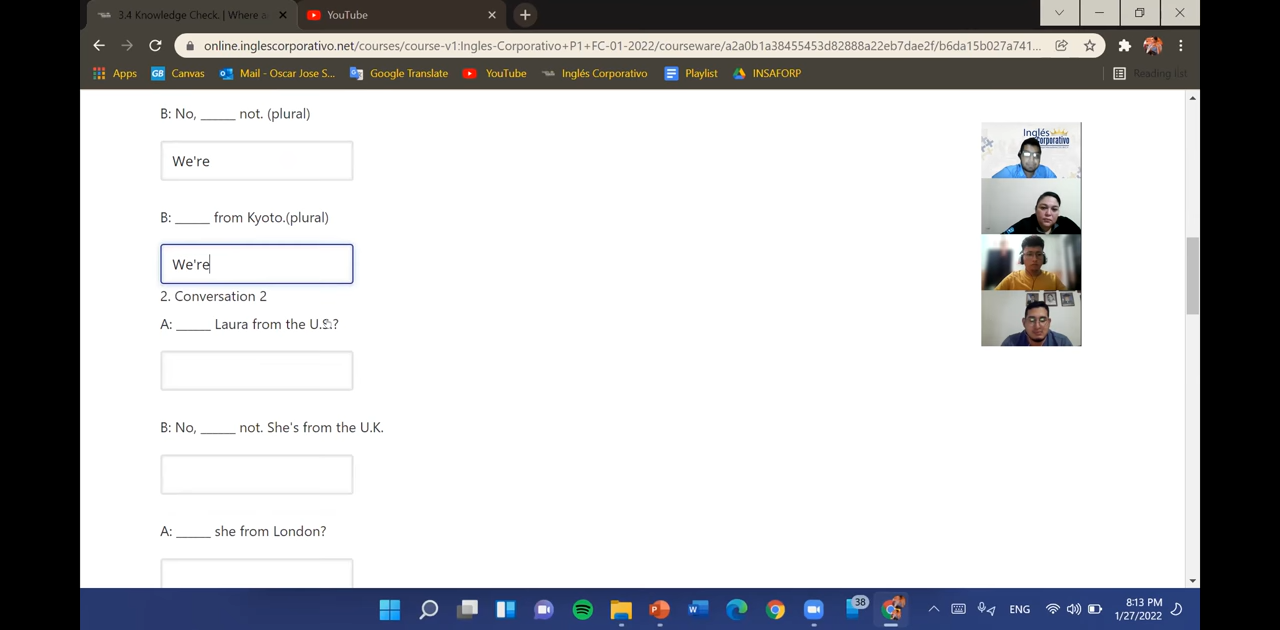 3.4 Knowledge Check. | Where a
YouTube
online.inglescorporativo.net/courses/course-v1:Ingles-Corporativo+P1+FC-01-2022/courseware/a2a0b1a38455453d82888a22eb7dae2f/b6da15b027a741...
Apps
GB Canvas
Mail - Oscar Jose S...
Google Translate
YouTube
Inglés Corporativo
Playlist
INSAFORP
Reading list
B: No, _____ not. (plural)
We're
B: _____ from Kyoto.(plural)
We're
2. Conversation 2
A: _____ Laura from the U.S.?
B: No, _____ not. She's from the U.K.
A: _____ she from London?
Inglés
Corporativo
38
ENG
8:13 PM
1/27/2022